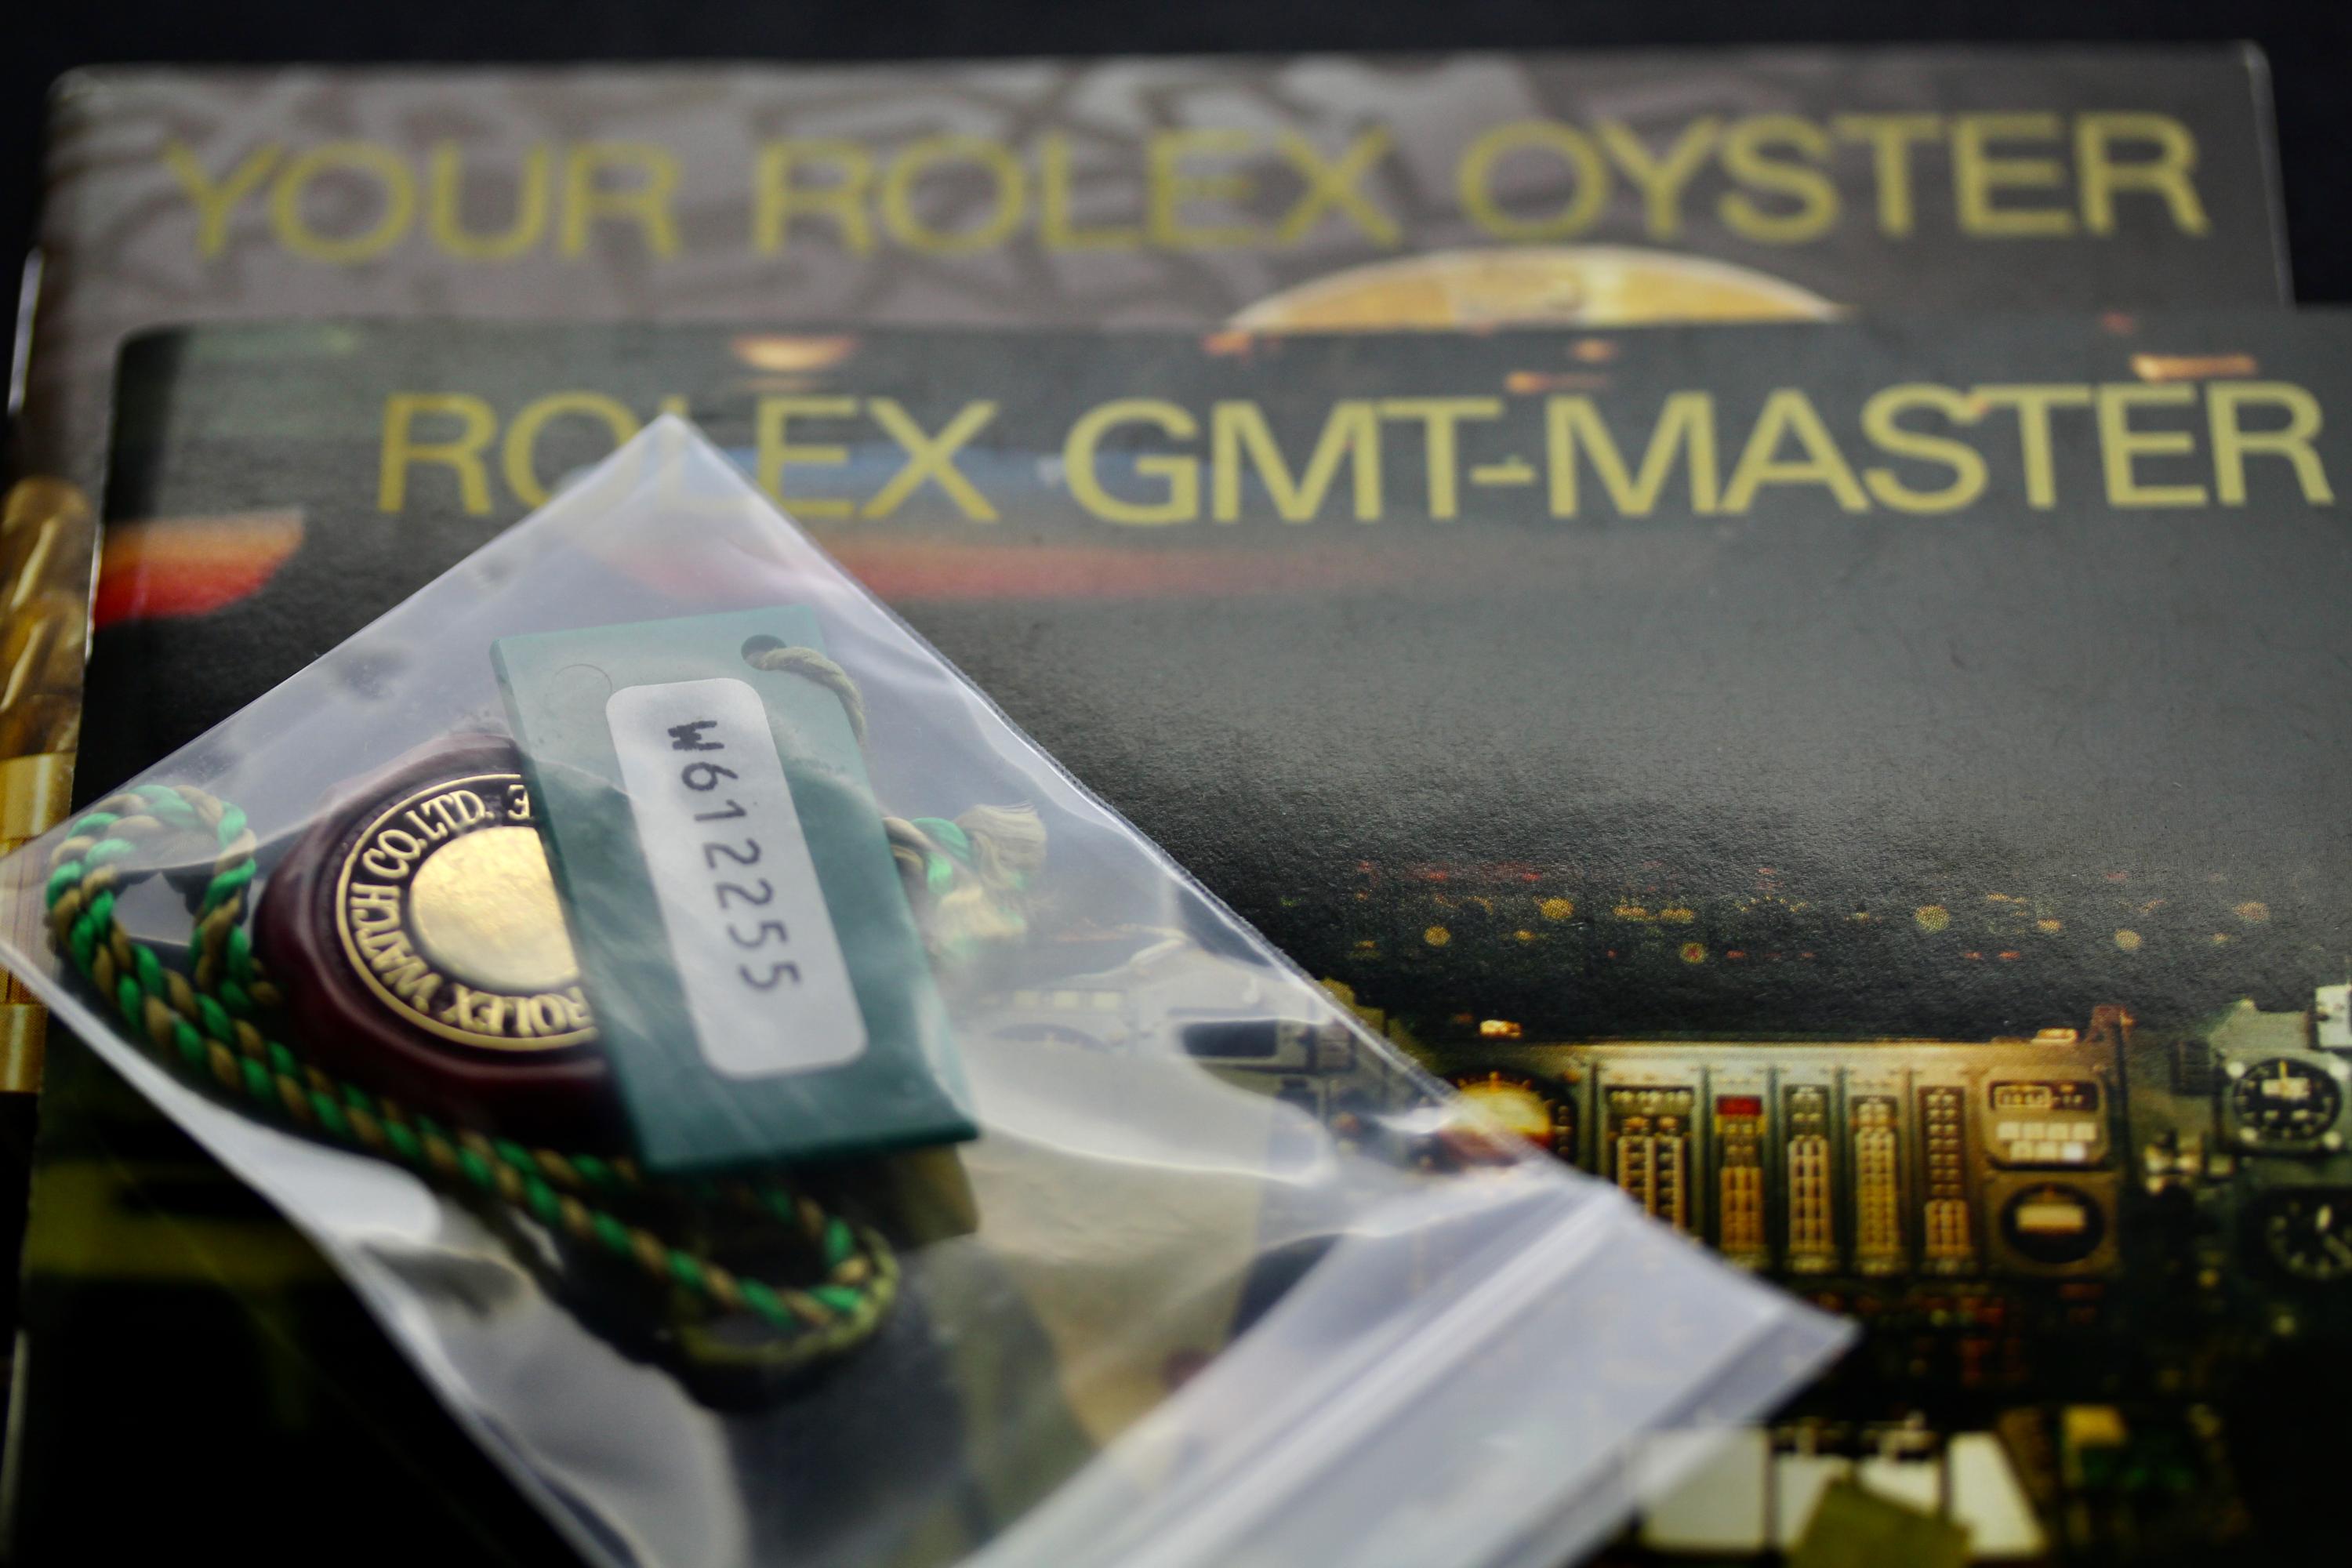 YOUR ROLEX OYSTER
ROLEX GMT-MASTER
W612255
ROLEX WATCH CO.LTD.